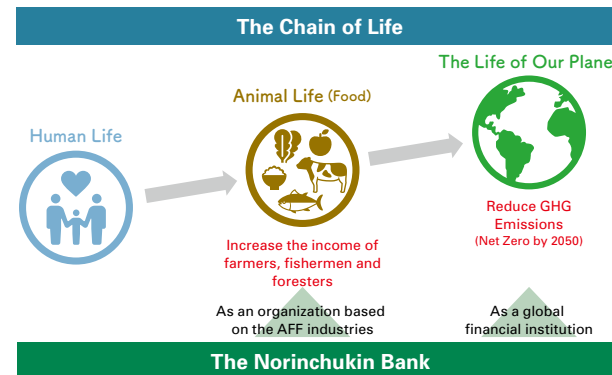 The Chain of Life
The Life of Our Plane
Animal Life (Food)
Human Life
Increase the income of
farmers, fishermen and
foresters
Reduce GHG
Emissions
(Net Zero by 2050)
As an organization based
on the AFF industries
As a global
financial institution
The Norinchukin Bank